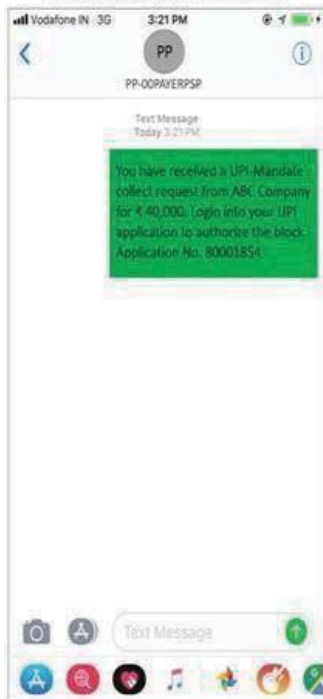 Vodafone IN 3G 3:21 PM
PP
PP-OOPAYERPSP
Text Message
Today 3:21 PM
You have received a UPI-Mandate
collect request from ABC Company
for ₹ 40,000. Login into your UPI
application to authorize the block.
Application No. 80001854
Text Message